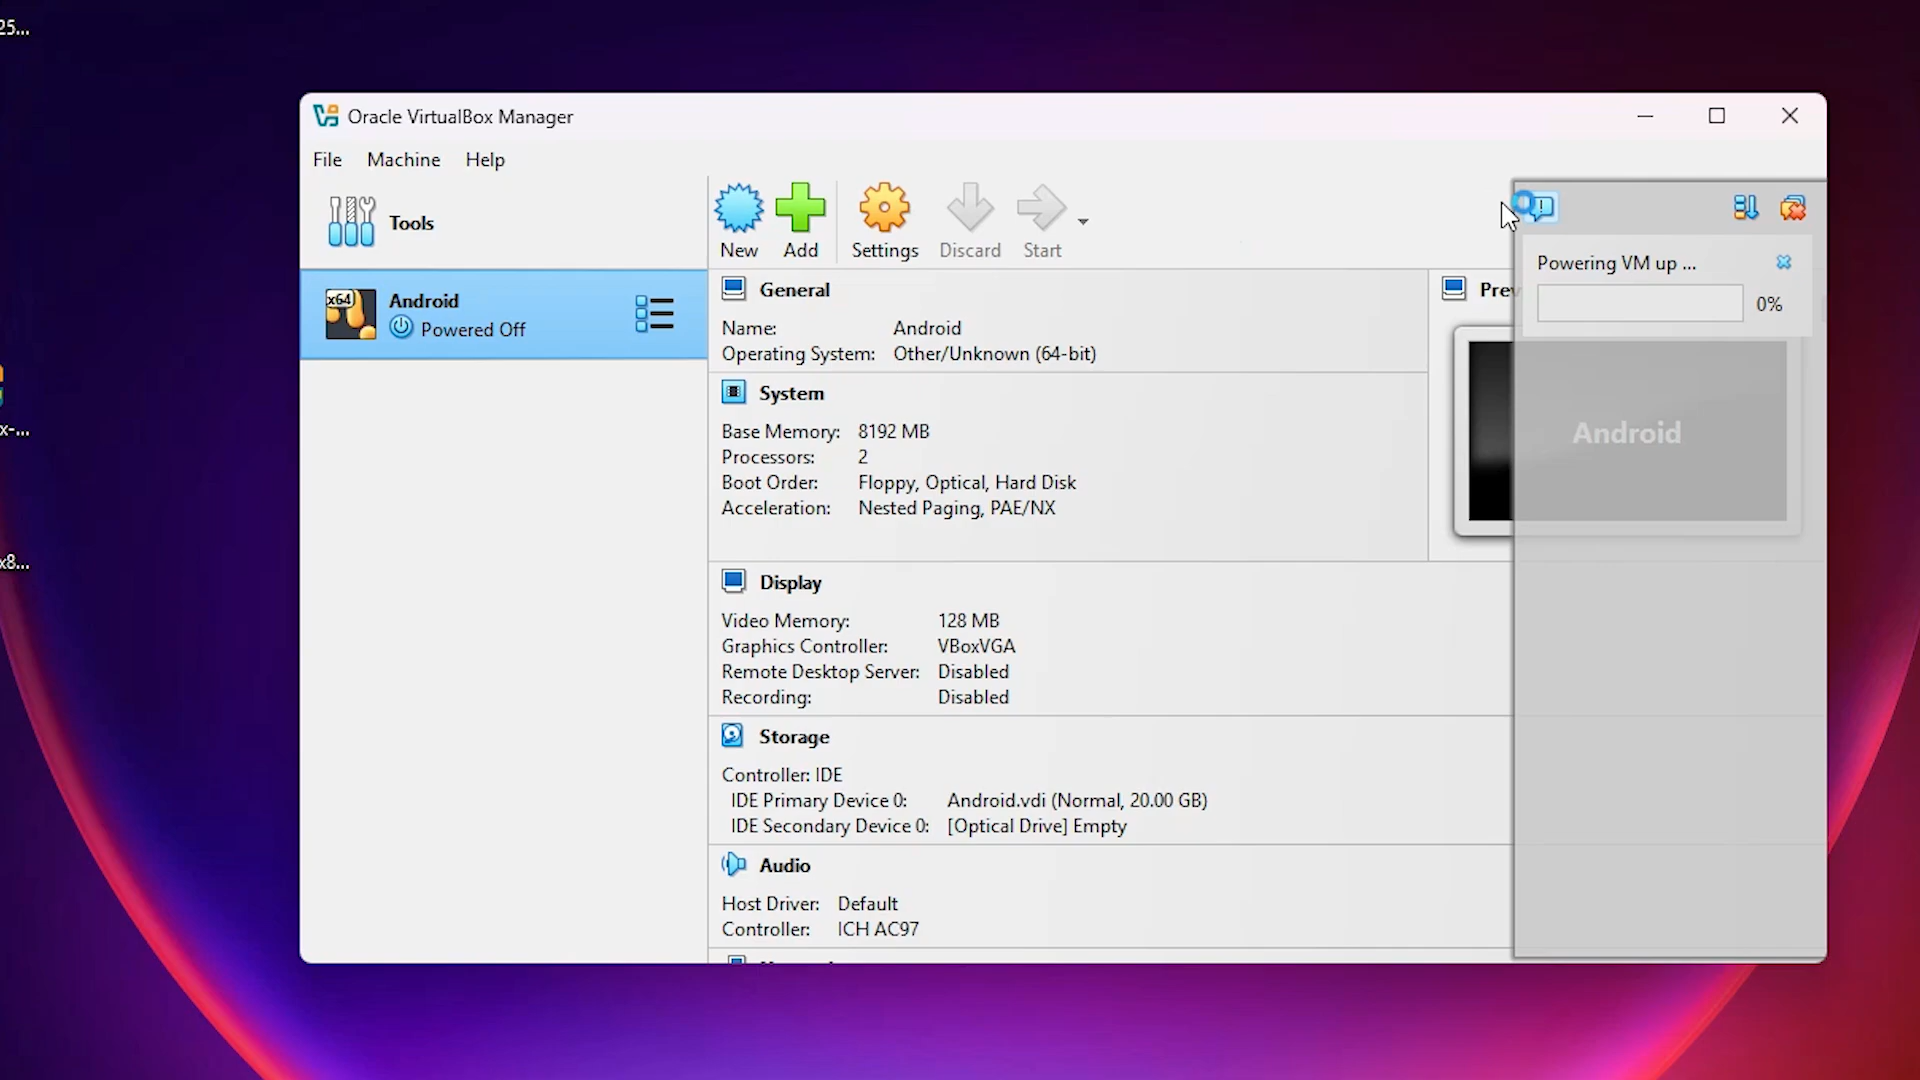 25...
Oracle VirtualBox Manager
File Machine Help
Tools
New Add Settings Discard Start
x64
Android
Powered Off
General
Name: Android
Operating System: Other/Unknown (64-bit)
System
Base Memory: 8192 MB
Processors: 2
Boot Order: Floppy, Optical, Hard Disk
Acceleration: Nested Paging, PAE/NX
Prev
Powering VM up ...
0%
Android
Display
Video Memory: 128 MB
Graphics Controller: VBoxVGA
Remote Desktop Server: Disabled
Recording: Disabled
Storage
Controller: IDE
IDE Primary Device 0: Android.vdi (Normal, 20.00 GB)
IDE Secondary Device 0: [Optical Drive] Empty
Audio
Host Driver: Default
Controller: ICH AC97
x-...
x8...